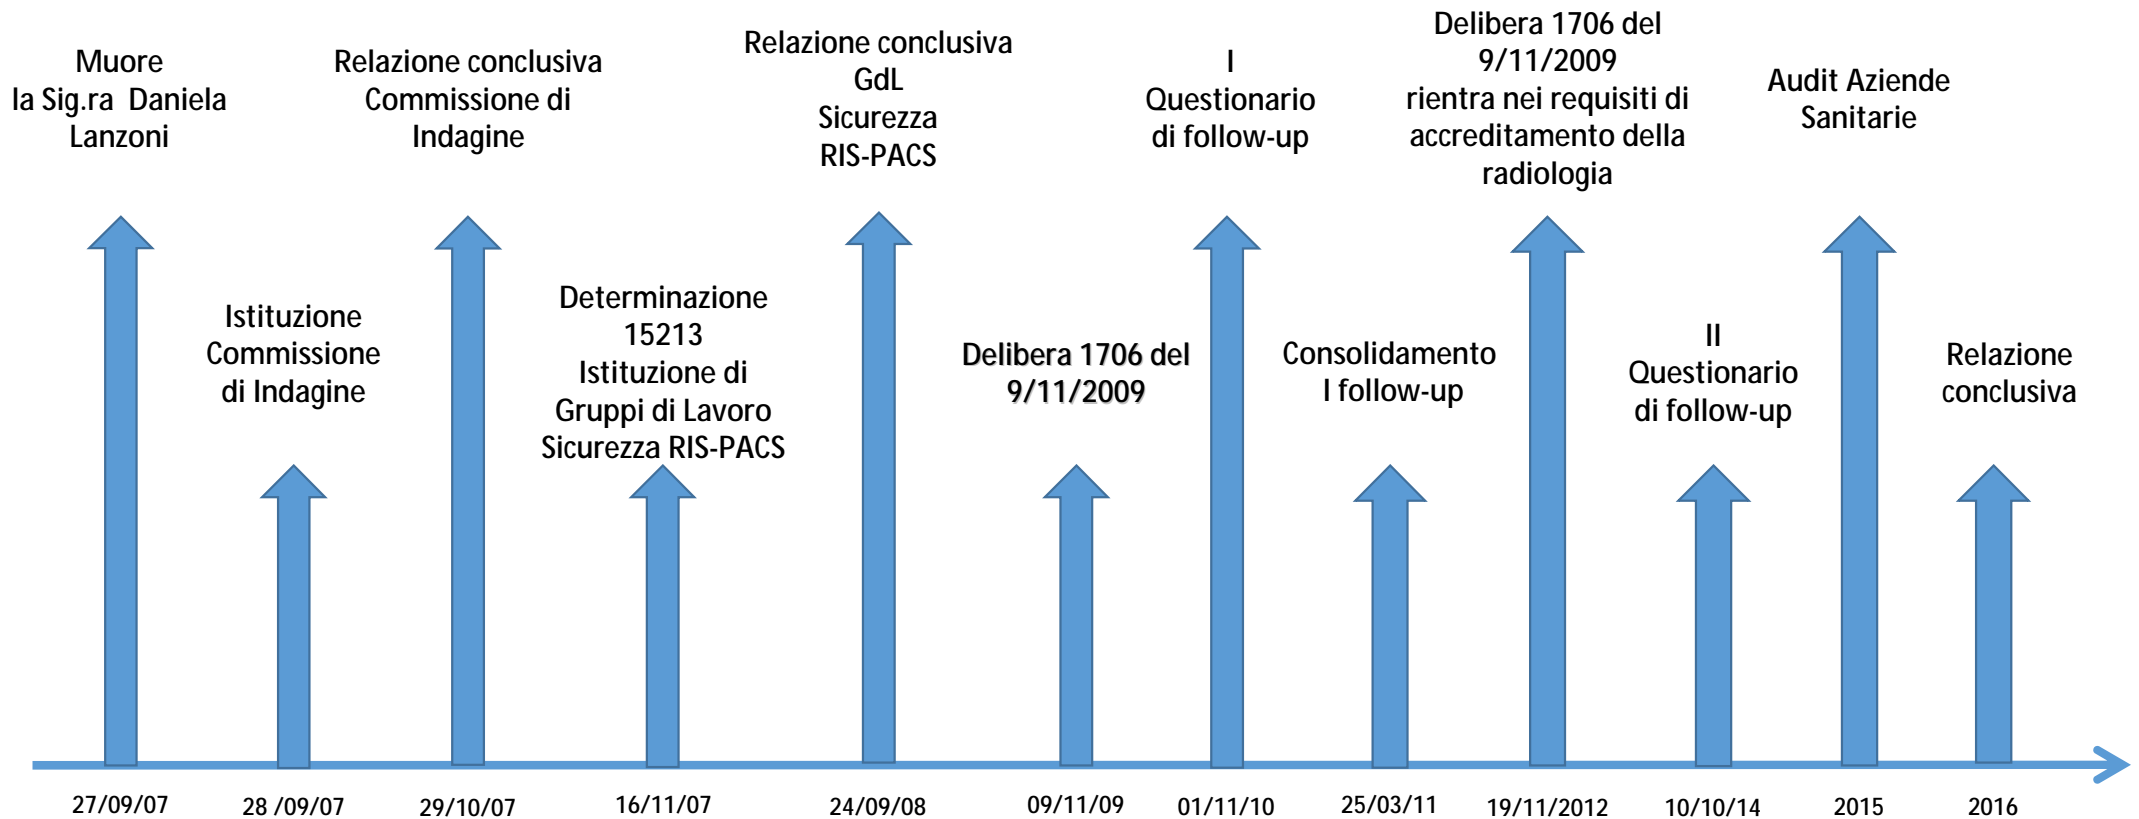 Muore
la Sig.ra Daniela
Lanzoni
Istituzione
Commissione
di Indagine
Relazione conclusiva
Commissione di
Indagine
Determinazione
15213
Istituzione di
Gruppi di Lavoro
Sicurezza RIS-PACS
Relazione conclusiva
GdL
Sicurezza
RIS-PACS
Delibera 1706 del
9/11/2009
I
Questionario
di follow-up
Consolidamento
I follow-up
Delibera 1706 del
9/11/2009
rientra nei requisiti di
accreditamento della
radiologia
II
Questionario
di follow-up
Audit Aziende
Sanitarie
Relazione
conclusiva
27/09/07
28 /09/07
29/10/07
16/11/07
24/09/08
09/11/09
01/11/10
25/03/11
19/11/2012
10/10/14
2015
2016